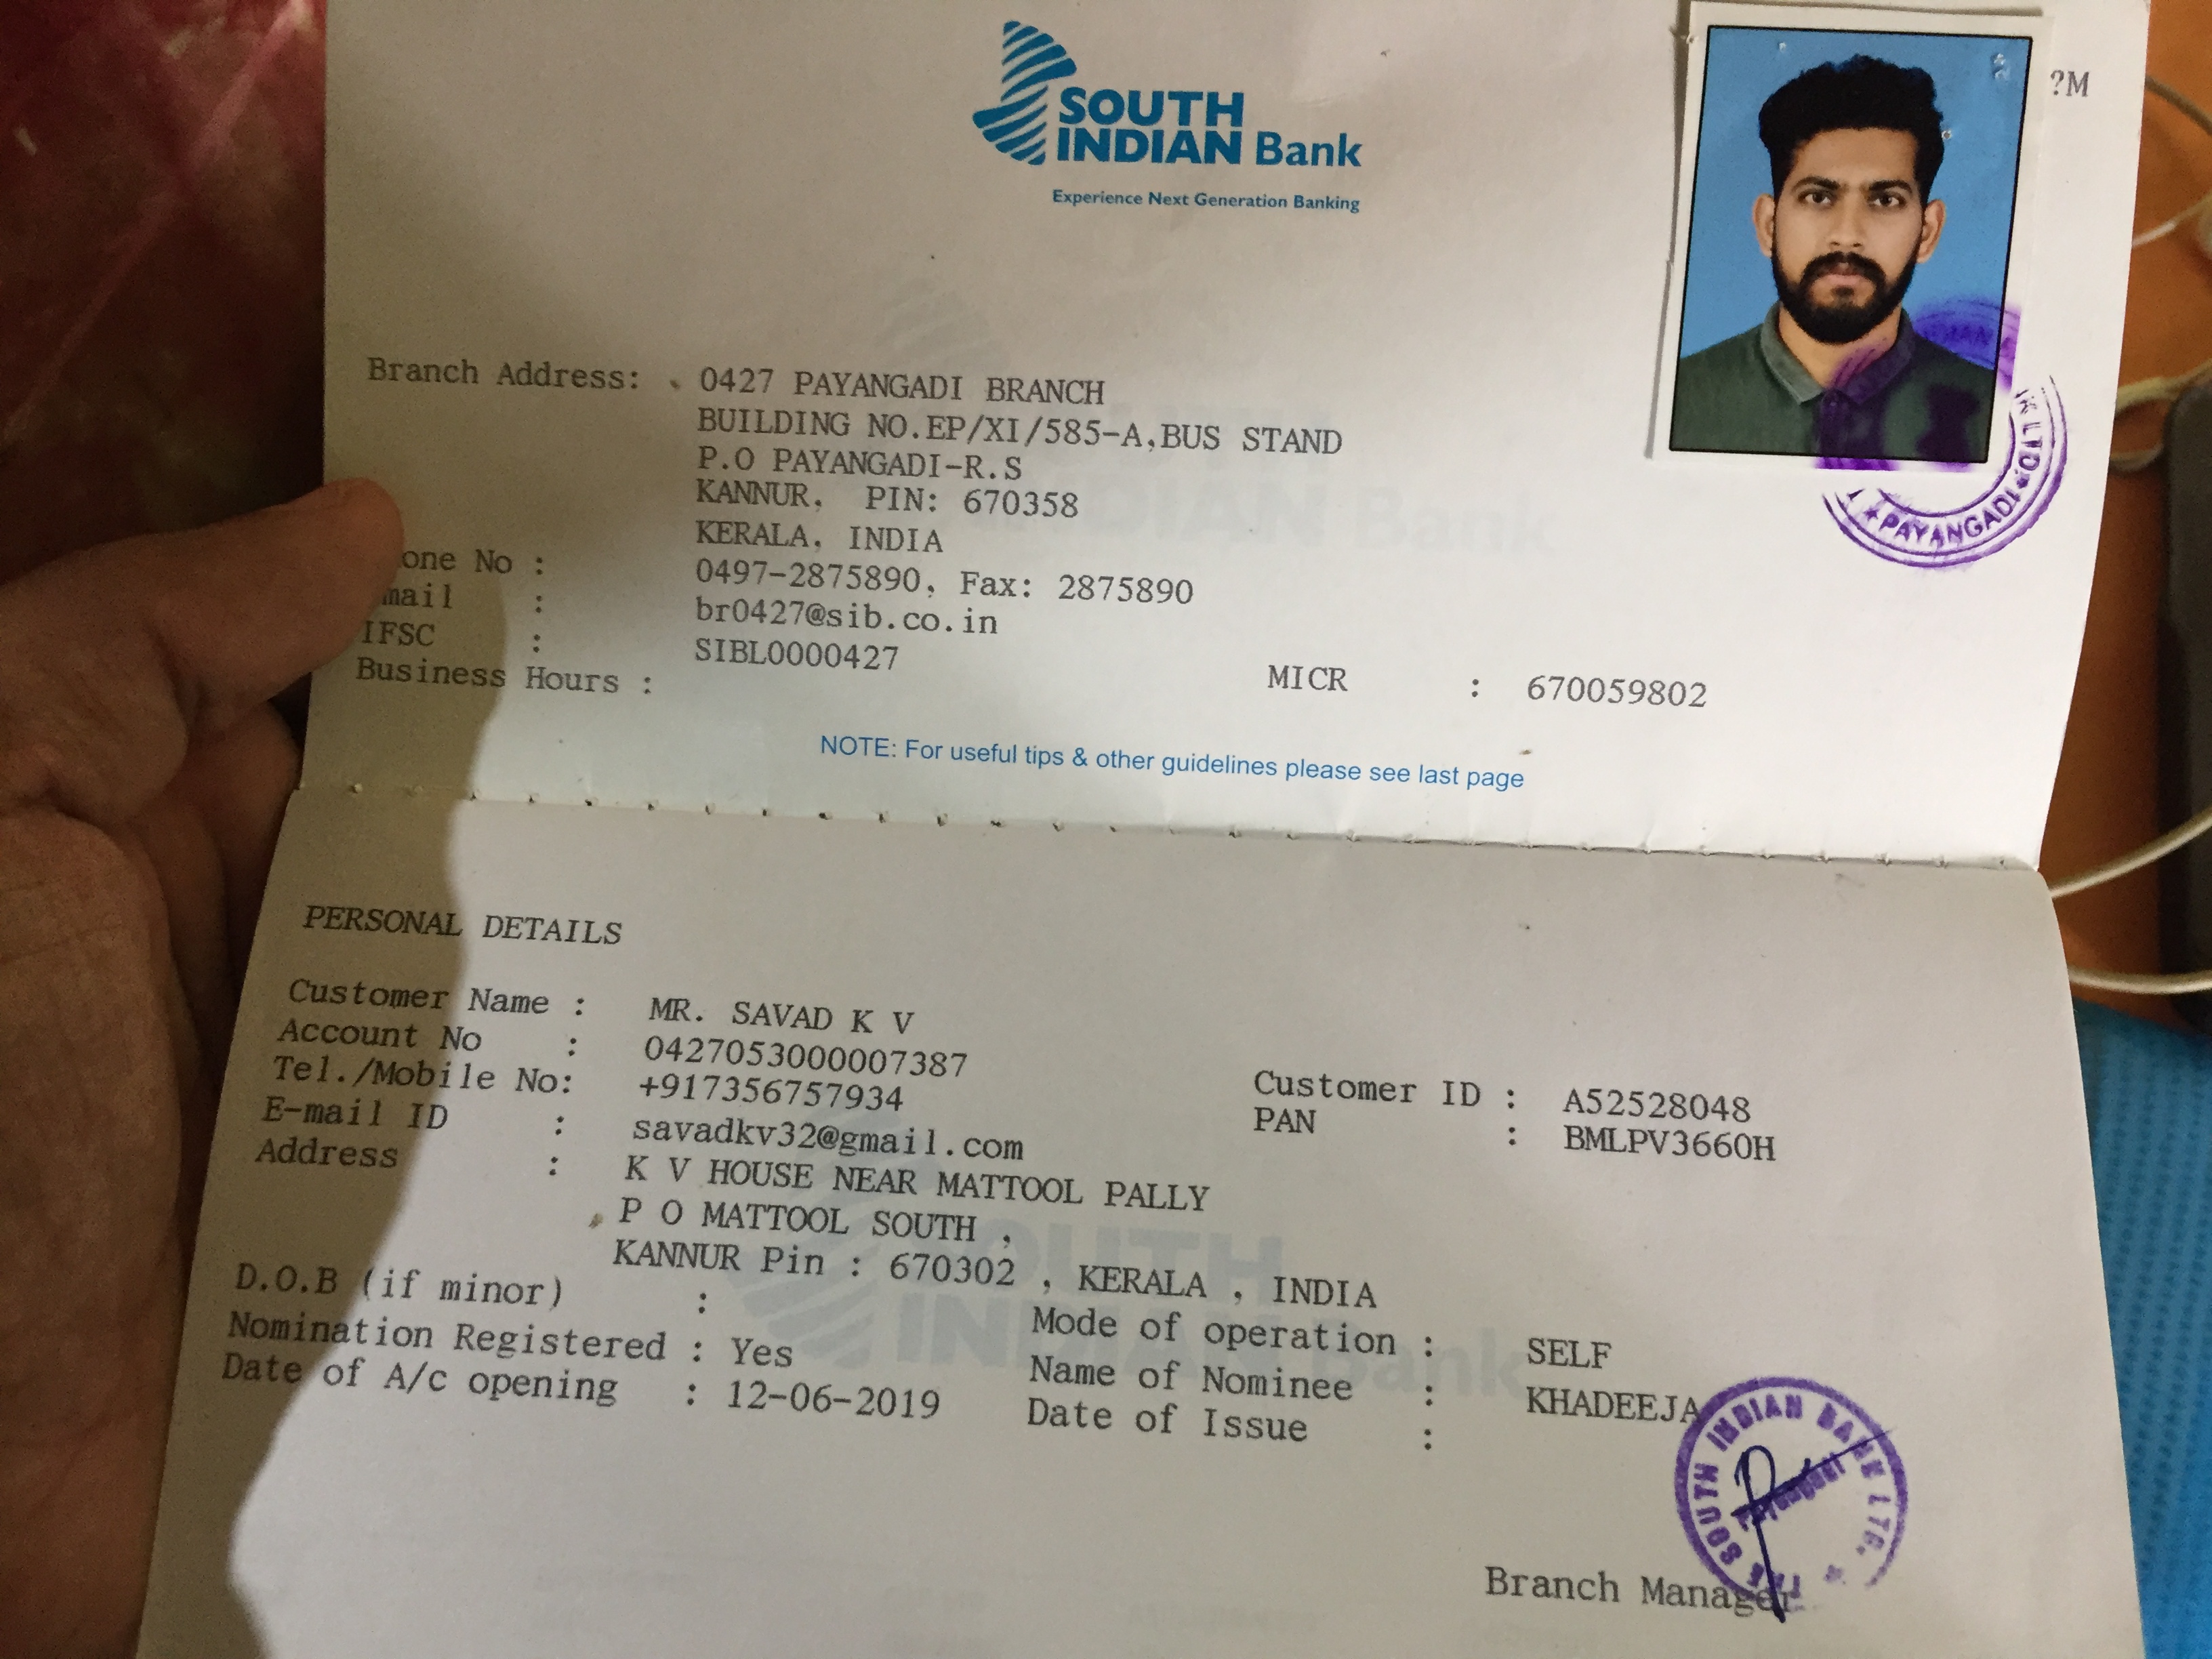 SOUTH
INDIAN Bank
Experience Next Generation Banking
?M
Branch Address: 0427 PAYANGADI BRANCH
BUILDING NO.EP/XI/585-A,BUS STAND
P.O PAYANGADI-R.S
KANNUR, PIN: 670358
KERALA, INDIA
one No : 0497-2875890, Fax: 2875890
mail : br0427@sib.co.in
IFSC : SIBL0000427
Business Hours : MICR : 670059802
NOTE: For useful tips & other guidelines please see last page
PAYANGADI LTD.
PERSONAL DETAILS
Customer Name : MR. SAVAD K V
Account No : 0427053000007387
Tel./Mobile No: +917356757934 Customer ID : A52528048
E-mail ID : savadkv32@gmail.com PAN : BMLPV3660H
Address : K V HOUSE NEAR MATTOOL PALLY
P O MATTOOL SOUTH ,
KANNUR Pin : 670302 , KERALA , INDIA
D.O.B (if minor) : Mode of operation : SELF
Nomination Registered : Yes Name of Nominee : KHADEEJA
Date of A/c opening : 12-06-2019 Date of Issue :
Branch Manager
SOUTH INDIAN BANK LTD.